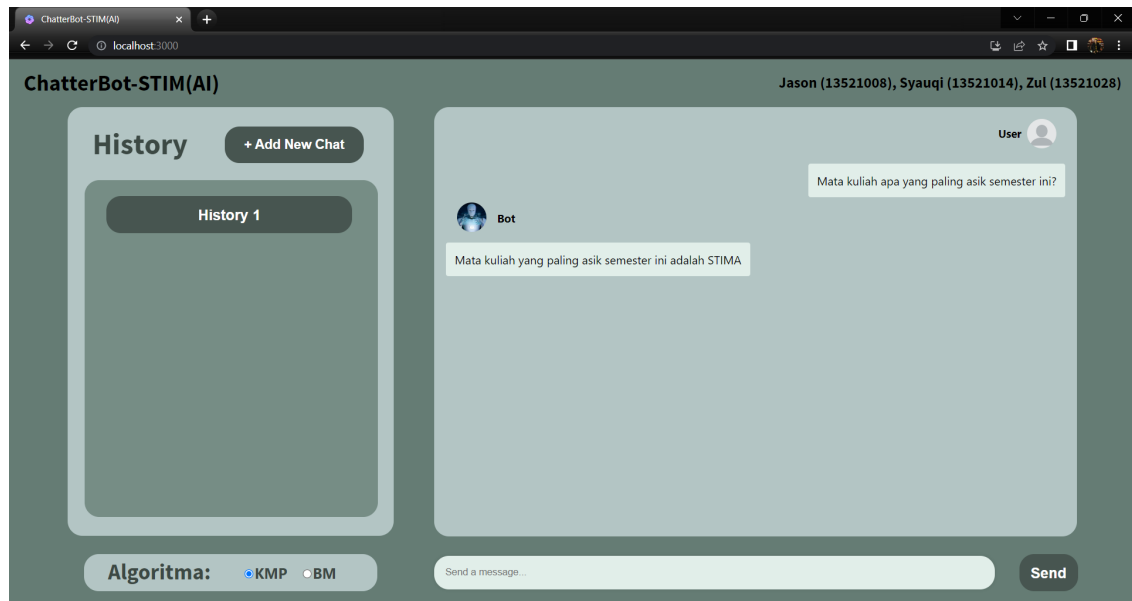 ChatterBot-STIM(AI)
localhost:3000
ChatterBot-STIM(AI)
Jason (13521008), Syauqi (13521014), Zul (13521028)
History
+ Add New Chat
History 1
User
Mata kuliah apa yang paling asik semester ini?
Bot
Mata kuliah yang paling asik semester ini adalah STIMA
Algoritma:
KMP
BM
Send a message...
Send